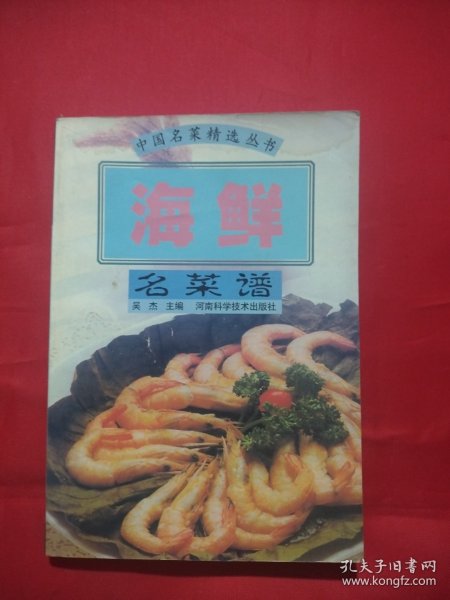 中国名菜精选丛书
海鲜
名菜谱
吴杰 主编 河南科学技术出版社
孔夫子旧书网
www.kongfz.com